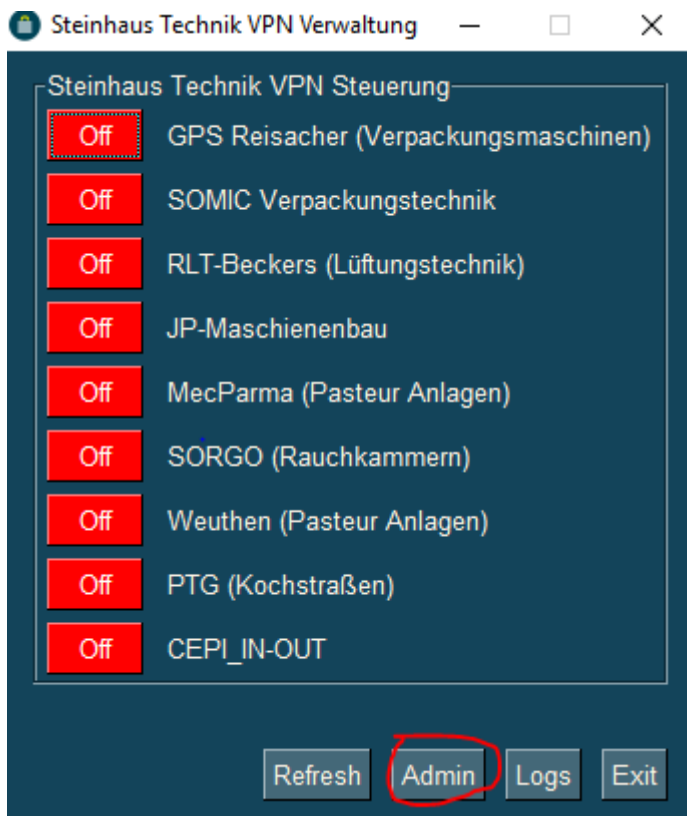 Steinhaus Technik VPN Verwaltung
Steinhaus Technik VPN Steuerung
Off GPS Reisacher (Verpackungsmaschinen)
Off SOMIC Verpackungstechnik
Off RLT-Beckers (Lüftungstechnik)
Off JP-Maschienenbau
Off MecParma (Pasteur Anlagen)
Off SORGO (Rauchkammern)
Off Weuthen (Pasteur Anlagen)
Off PTG (Kochstraßen)
Off CEPI_IN-OUT
Refresh Admin Logs Exit